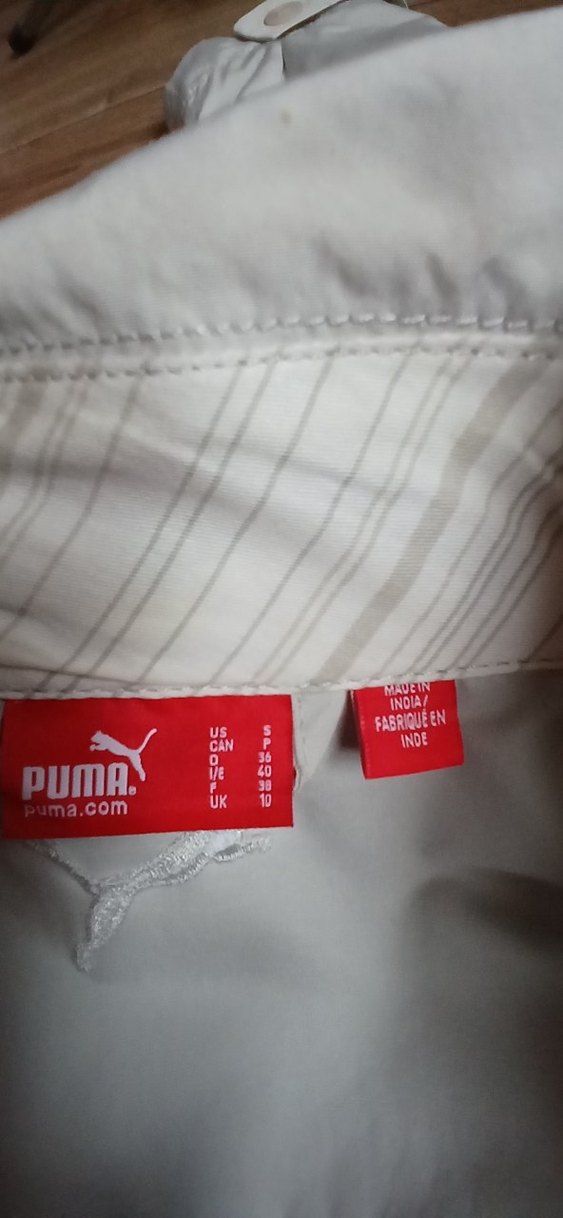 PUMA®
puma.com
US S
CAN P
D 36
I/E 40
F 38
UK 10
MADE IN
INDIA/
FABRIQUÉ EN
INDE